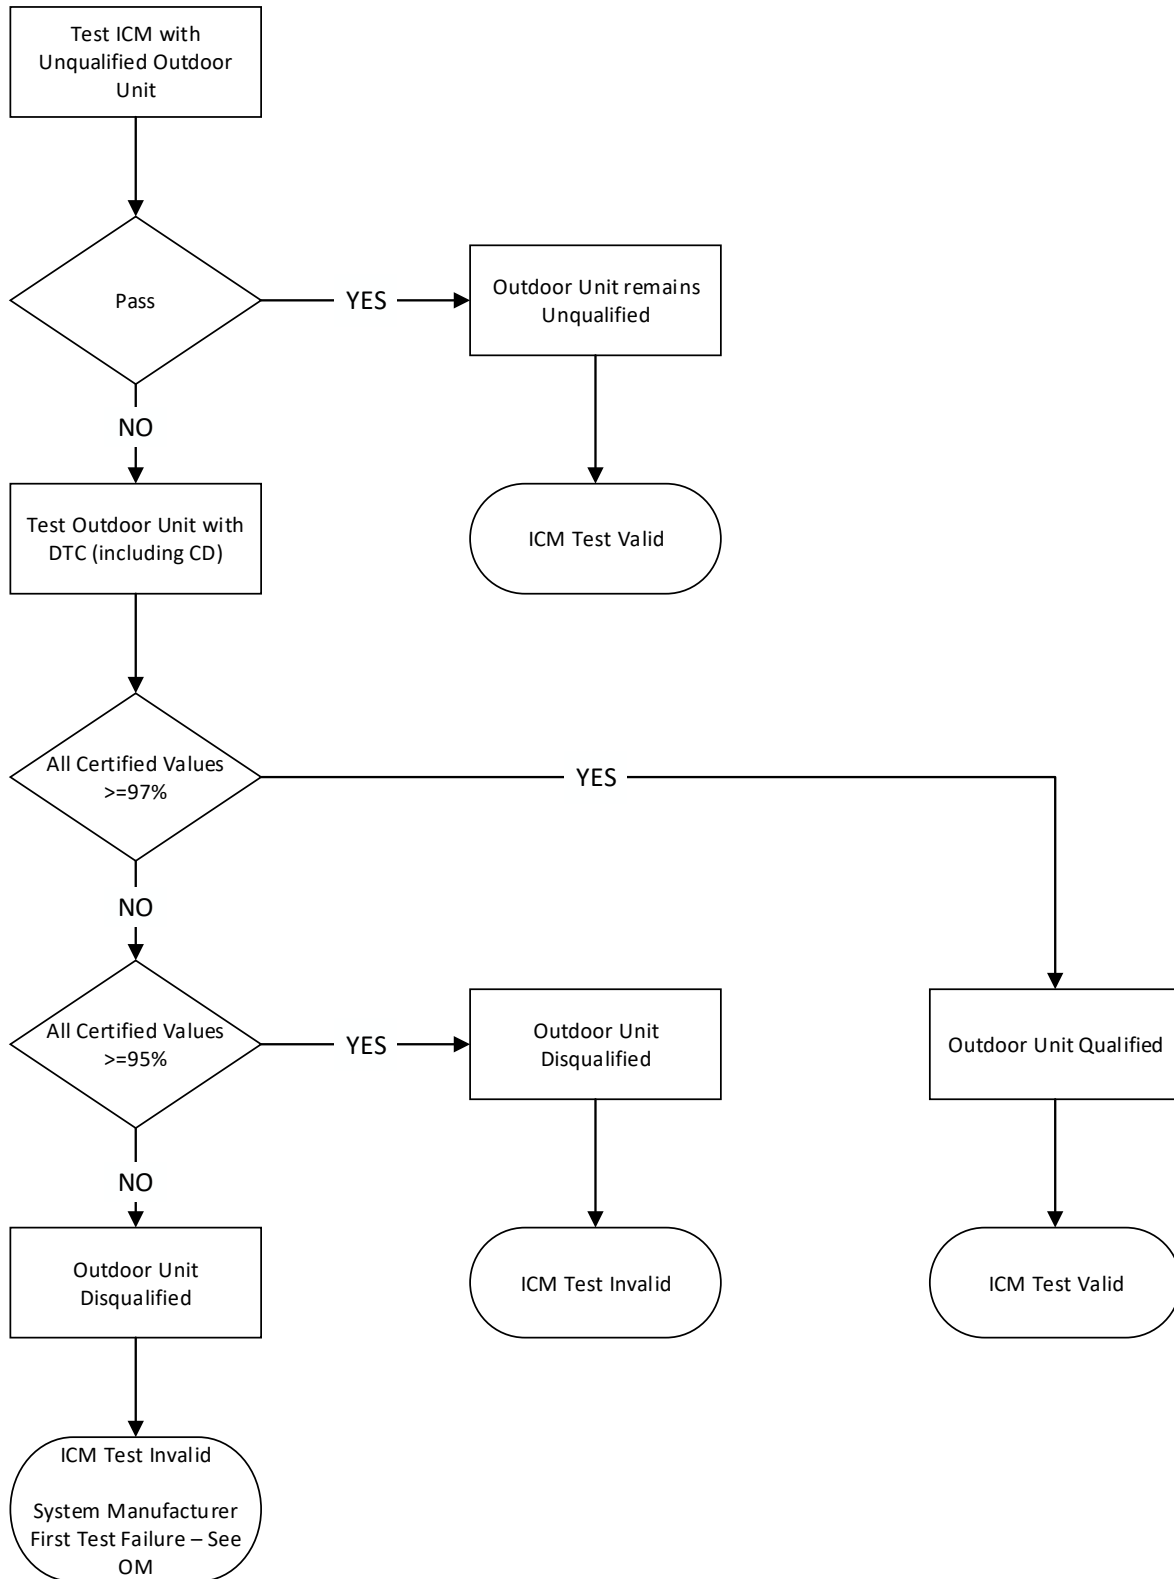 Test ICM with
Unqualified Outdoor
Unit
Pass
YES
Outdoor Unit remains
Unqualified
NO
Test Outdoor Unit with
DTC (including CD)
ICM Test Valid
All Certified Values
>=97%
YES
NO
All Certified Values
>=95%
YES
Outdoor Unit
Disqualified
Outdoor Unit Qualified
NO
Outdoor Unit
Disqualified
ICM Test Invalid
ICM Test Valid
ICM Test Invalid
System Manufacturer
First Test Failure – See
OM